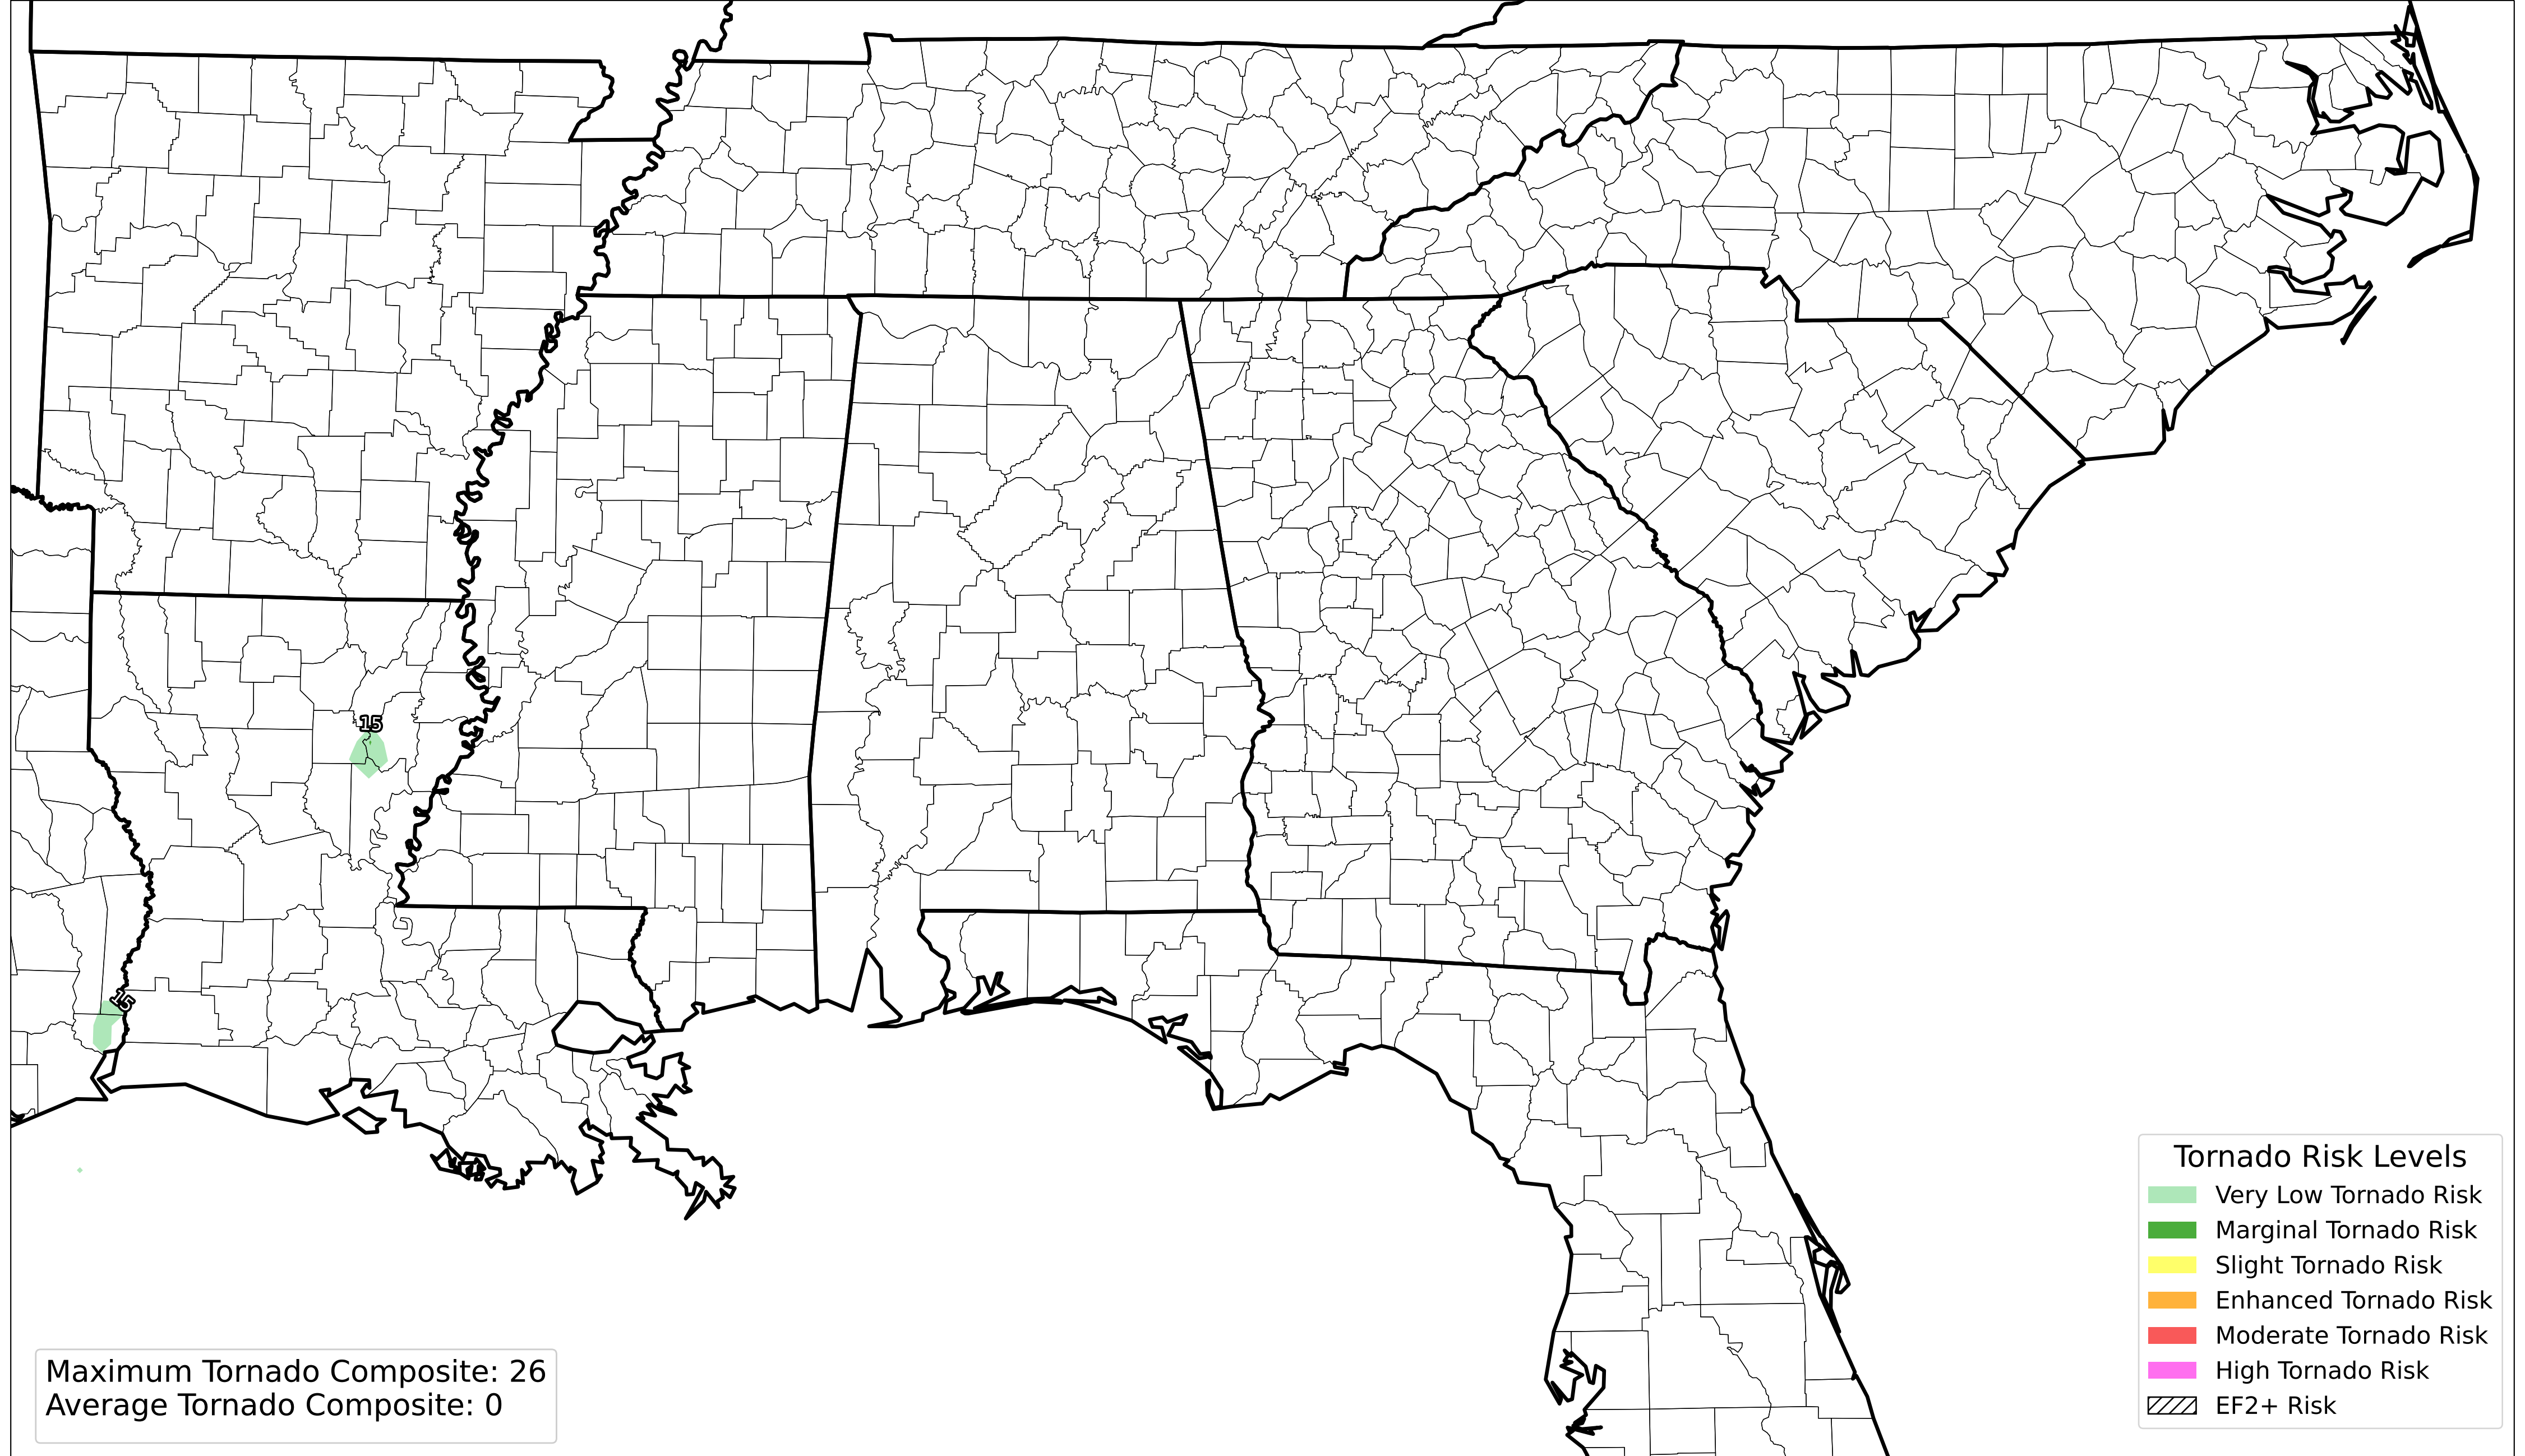 15
15
Tornado Risk Levels
Very Low Tornado Risk
Marginal Tornado Risk
Slight Tornado Risk
Enhanced Tornado Risk
Moderate Tornado Risk
High Tornado Risk
EF2+ Risk
Maximum Tornado Composite: 26
Average Tornado Composite: 0